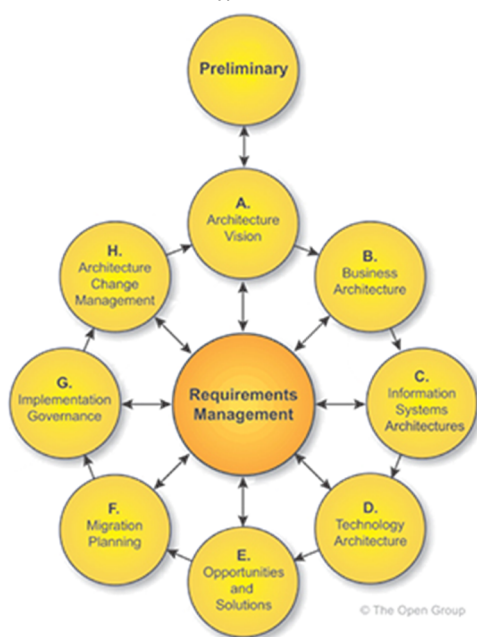 Preliminary
A.
Architecture
Vision
B.
Business
Architecture
C.
Information
Systems
Architectures
D.
Technology
Architecture
E.
Opportunities
and
Solutions
F.
Migration
Planning
G.
Implementation
Governance
H.
Architecture
Change
Management
Requirements
Management
© The Open Group